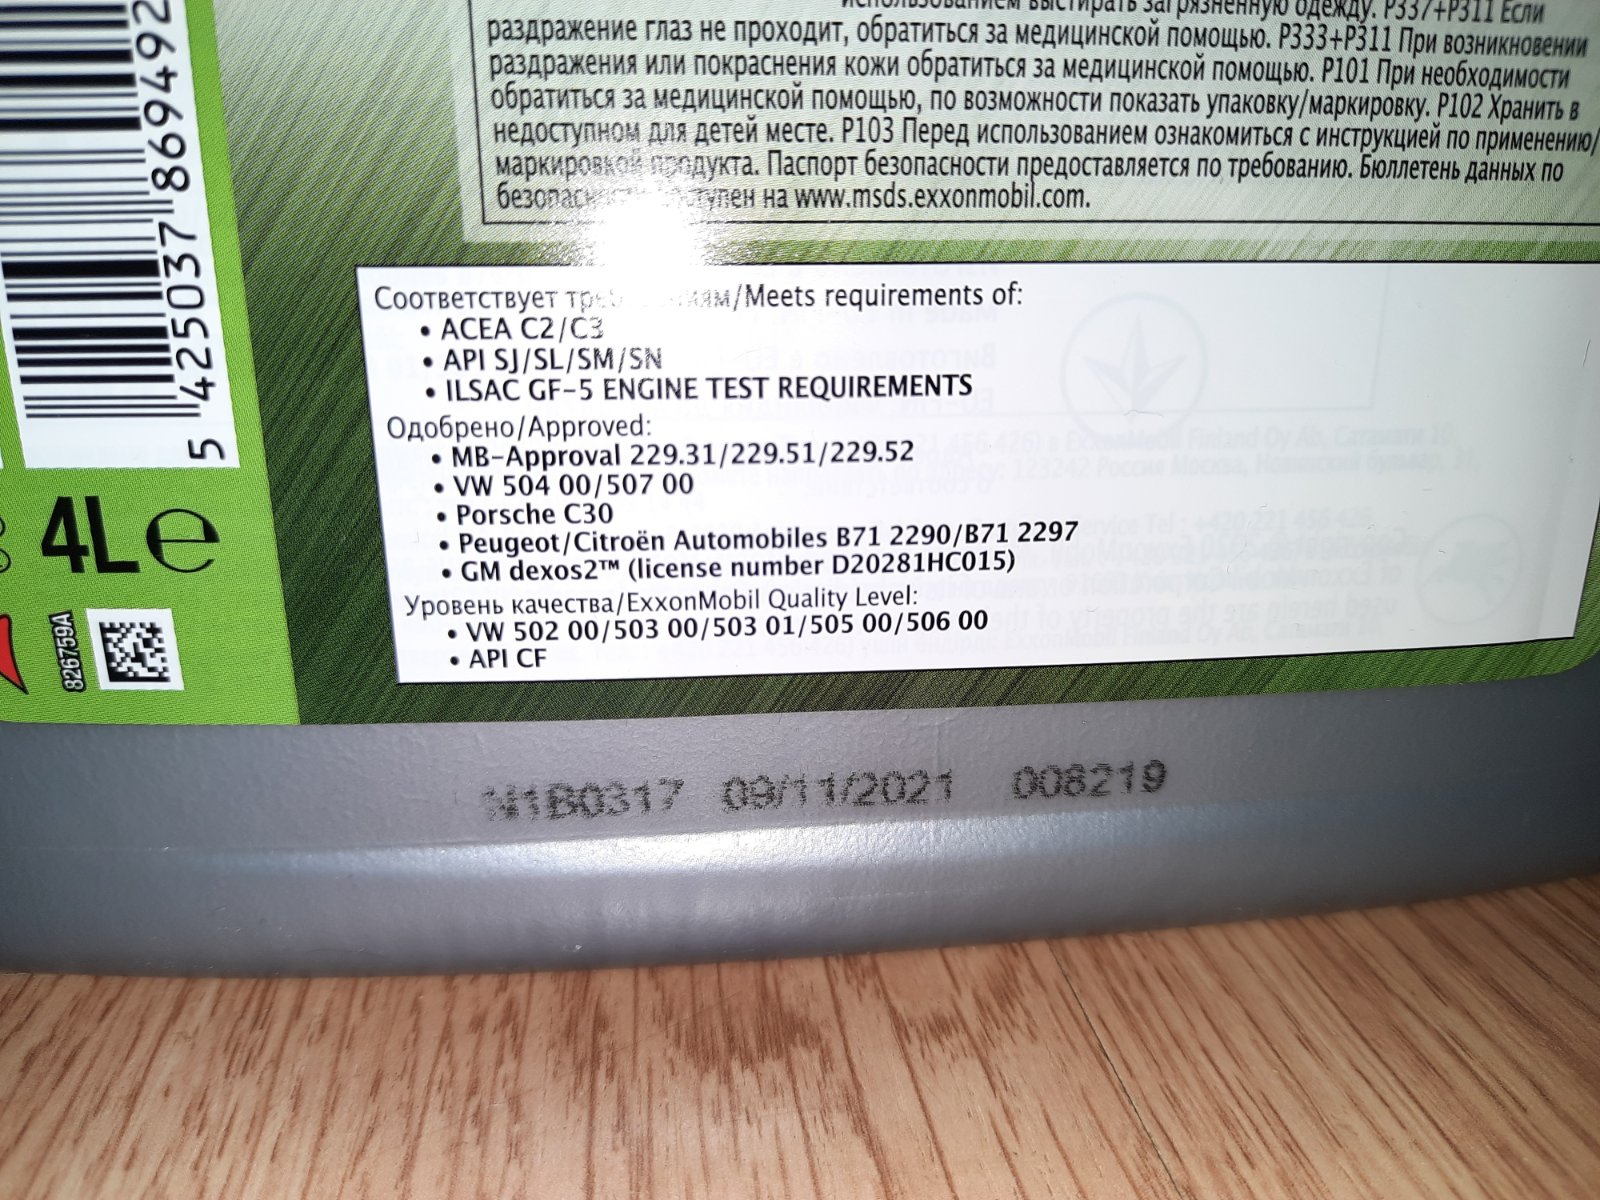 выстирать загрязненную одежду. P337+P311 Если
раздражение глаз не проходит, обратиться за медицинской помощью. P333+P311 При возникновении
раздражения или покраснения кожи обратиться за медицинской помощью. P101 При необходимости
обратиться за медицинской помощью, по возможности показать упаковку/маркировку. P102 Хранить в
недоступном для детей месте. P103 Перед использованием ознакомиться с инструкцией по применению/
маркировкой продукта. Паспорт безопасности предоставляется по требованию. Бюллетень данных по
на www.msds.exxonmobil.com.
Соответствует /Meets requirements of:
• ACEA C2/C3
• API SJ/SL/SM/SN
• ILSAC GF-5 ENGINE TEST REQUIREMENTS
Одобрено/Approved:
• MB-Approval 229.31/229.51/229.52
• VW 504 00/507 00
• Porsche C30
• Peugeot/Citroën Automobiles B71 2290/B71 2297
• GM dexos2™ (license number D20281HC015)
Уровень качества/ExxonMobil Quality Level:
• VW 502 00/503 00/503 01/505 00/506 00
• API CF
5 425037 869492
4L e
826759A
N1B0317 09/11/2021 008219